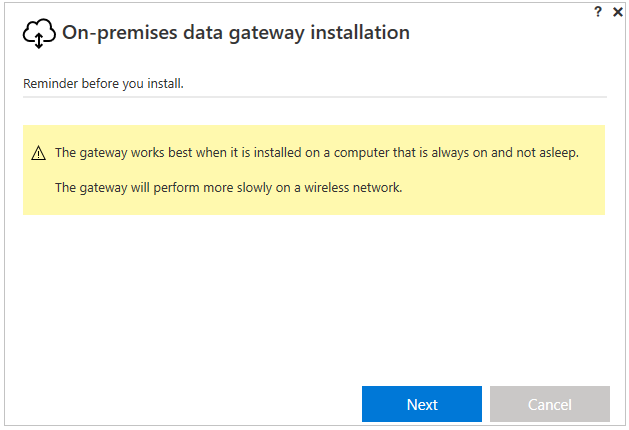 ? ×
On-premises data gateway installation
Reminder before you install.
The gateway works best when it is installed on a computer that is always on and not asleep.
The gateway will perform more slowly on a wireless network.
Next Cancel